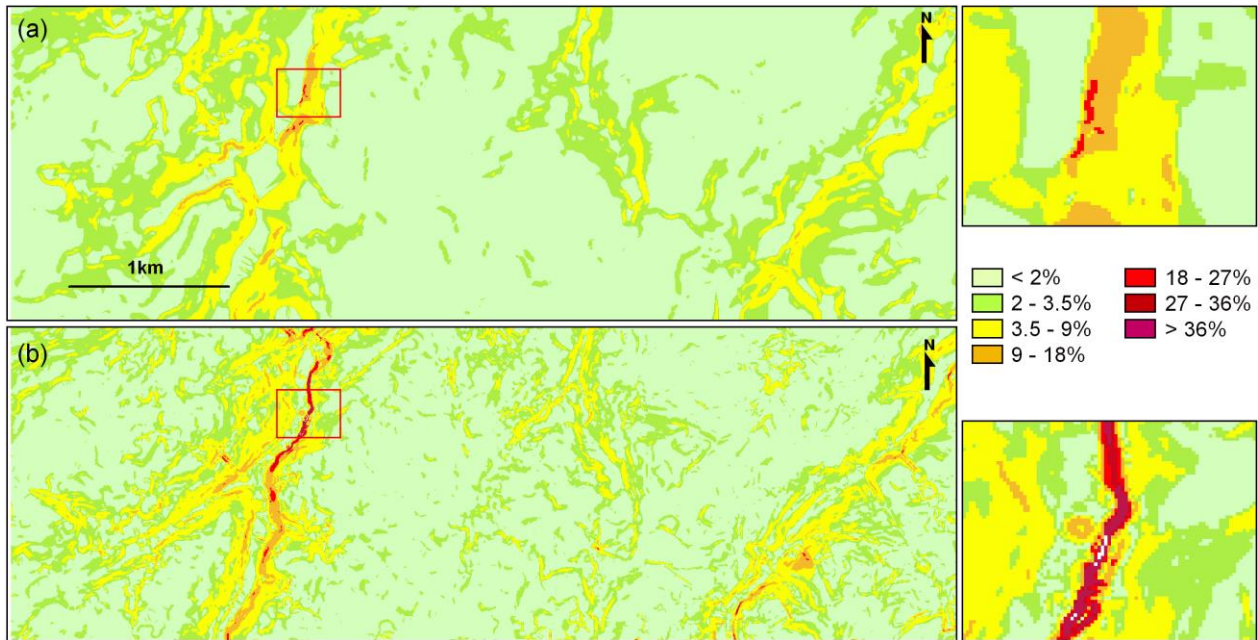 (a)
N
1km
< 2%
2 - 3.5%
3.5 - 9%
9 - 18%
18 - 27%
27 - 36%
> 36%
(b)
N